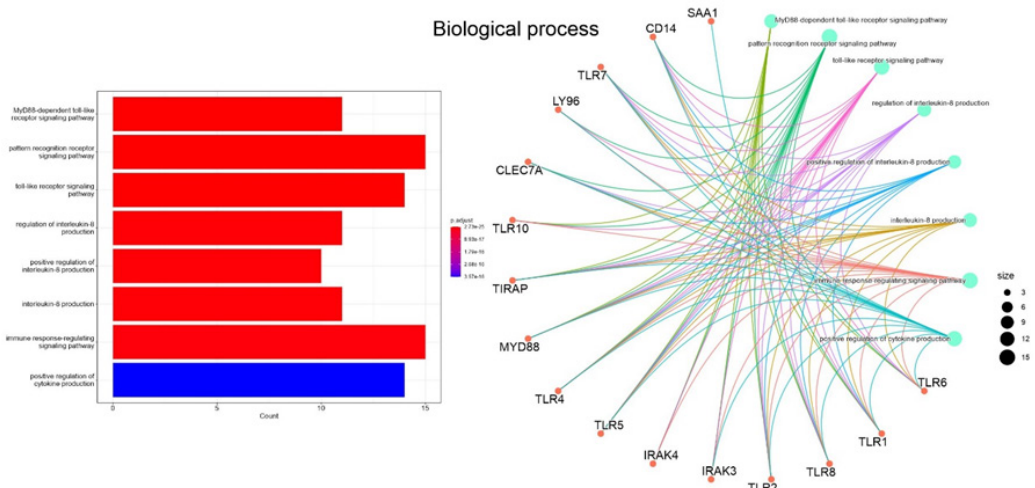 Biological process
MyD88-dependent toll-like
receptor signaling pathway
pattern recognition receptor
signaling pathway
toll-like receptor signaling
pathway
regulation of interleukin-8
production
positive regulation of
interleukin-8 production
interleukin-8 production
immune response-regulating
signaling pathway
positive regulation of
cytokine production
0
5
10
15
Count
p.adjust
SAA1
CD14
TLR7
LY96
CLEC7A
TLR10
TIRAP
MYD88
TLR4
TLR5
IRAK4
IRAK3
TLR2
TLR8
TLR1
TLR6
MyD88-dependent toll-like receptor signaling pathway
pattern recognition receptor signaling pathway
toll-like receptor signaling pathway
regulation of interleukin-8 production
positive regulation of interleukin-8 production
interleukin-8 production
immune response-regulating signaling pathway
positive regulation of cytokine production
size
3
6
9
12
15